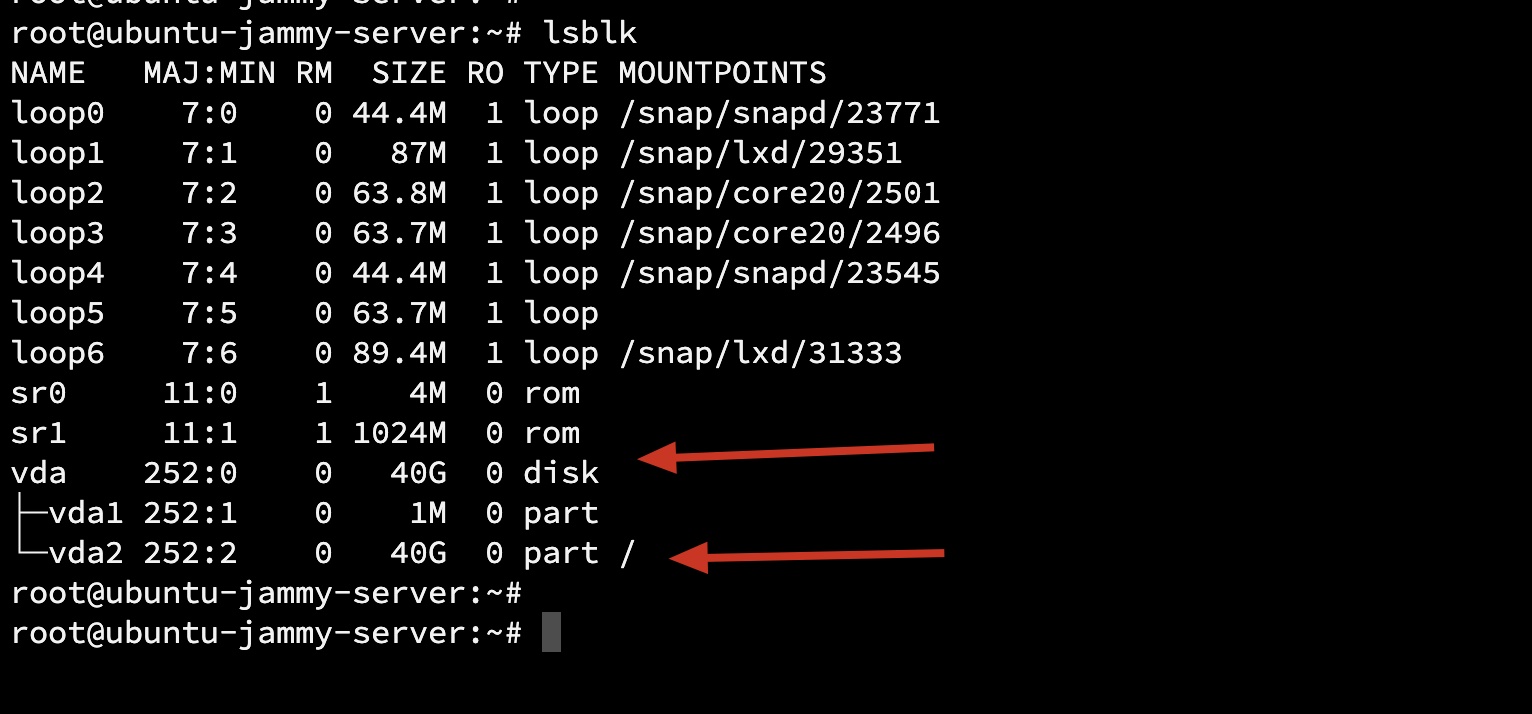 root@ubuntu-jammy-server:~# lsblk
NAME   MAJ:MIN RM  SIZE RO TYPE MOUNTPOINTS
loop0    7:0    0 44.4M  1 loop /snap/snapd/23771
loop1    7:1    0   87M  1 loop /snap/lxd/29351
loop2    7:2    0 63.8M  1 loop /snap/core20/2501
loop3    7:3    0 63.7M  1 loop /snap/core20/2496
loop4    7:4    0 44.4M  1 loop /snap/snapd/23545
loop5    7:5    0 63.7M  1 loop
loop6    7:6    0 89.4M  1 loop /snap/lxd/31333
sr0     11:0    1    4M  0 rom
sr1     11:1    1 1024M  0 rom
vda    252:0    0   40G  0 disk
├─vda1 252:1    0    1M  0 part
└─vda2 252:2    0   40G  0 part /
root@ubuntu-jammy-server:~#
root@ubuntu-jammy-server:~#